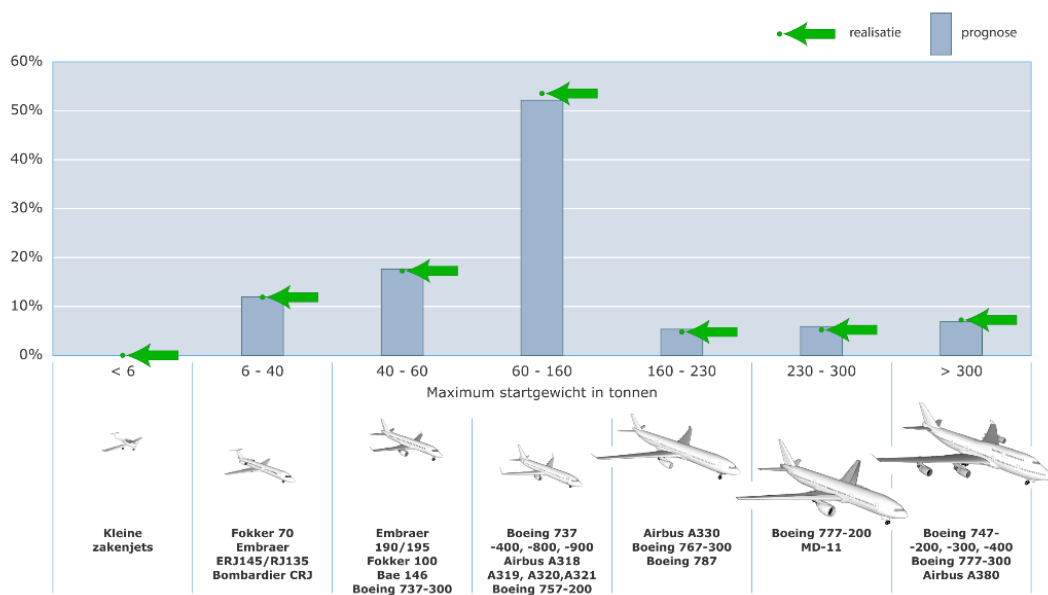 realisatie
prognose
60%
50%
40%
30%
20%
10%
0%
< 6
6 - 40
40 - 60
60 - 160
160 - 230
230 - 300
> 300
Maximum startgewicht in tonnen
Kleine
zakenjets
Fokker 70
Embraer
ERJ145/RJ135
Bombardier CRJ
Embraer
190/195
Fokker 100
Bae 146
Boeing 737-300
Boeing 737
-400, -800, -900
Airbus A318
A319, A320,A321
Boeing 757-200
Airbus A330
Boeing 767-300
Boeing 787
Boeing 777-200
MD-11
Boeing 747-
-200, -300, -400
Boeing 777-300
Airbus A380